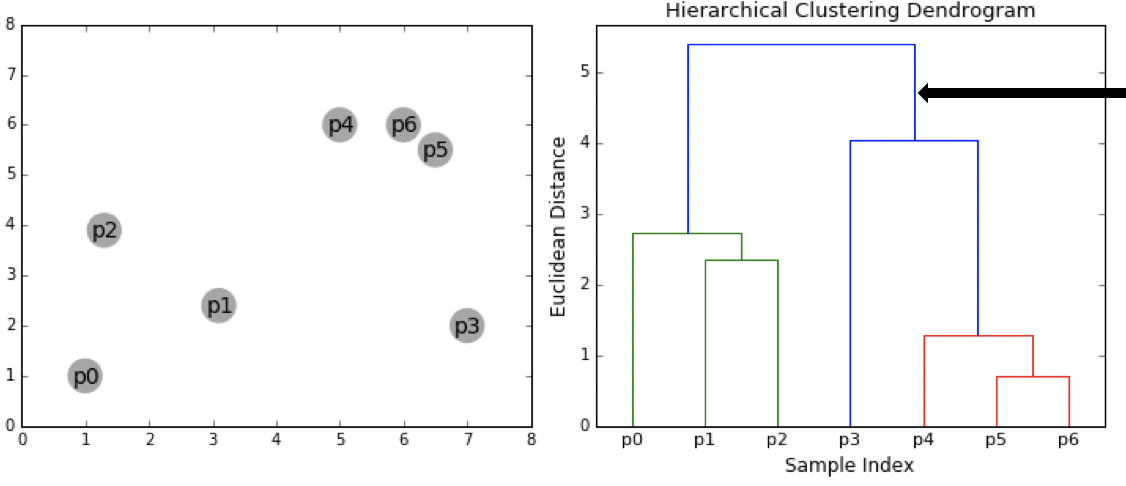 8
7
6
5
4
3
2
1
0
0 1 2 3 4 5 6 7 8
p4
p6
p5
p2
p1
p3
p0
Hierarchical Clustering Dendrogram
Euclidean Distance
5
4
3
2
1
0
p0 p1 p2 p3 p4 p5 p6
Sample Index